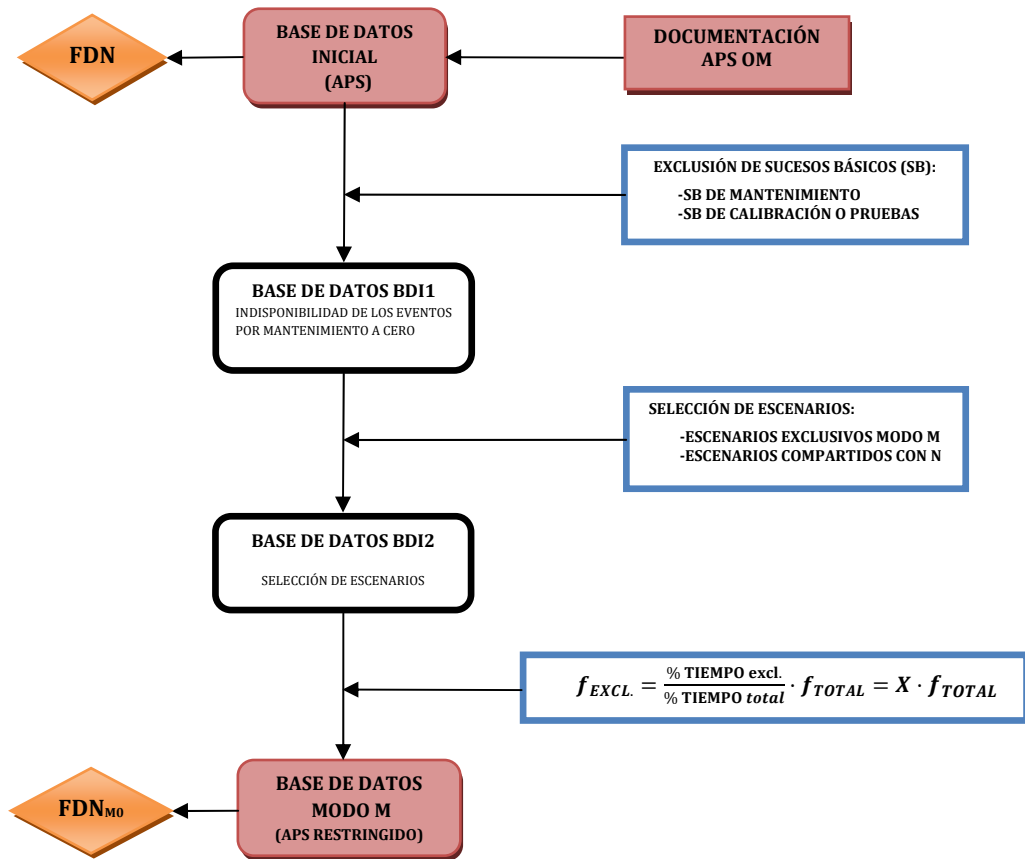 FDN
BASE DE DATOS
INICIAL
(APS)
DOCUMENTACIÓN
APS OM
EXCLUSIÓN DE SUCESOS BÁSICOS (SB):
-SB DE MANTENIMIENTO
-SB DE CALIBRACIÓN O PRUEBAS
BASE DE DATOS BDI1
INDISPONIBILIDAD DE LOS EVENTOS
POR MANTENIMIENTO A CERO
SELECCIÓN DE ESCENARIOS:
-ESCENARIOS EXCLUSIVOS MODO M
-ESCENARIOS COMPARTIDOS CON N
BASE DE DATOS BDI2
SELECCIÓN DE ESCENARIOS
f_EXCL. = % TIEMPO excl. / % TIEMPO total · f_TOTAL = X · f_TOTAL
BASE DE DATOS
MODO M
(APS RESTRINGIDO)
FDN_M0